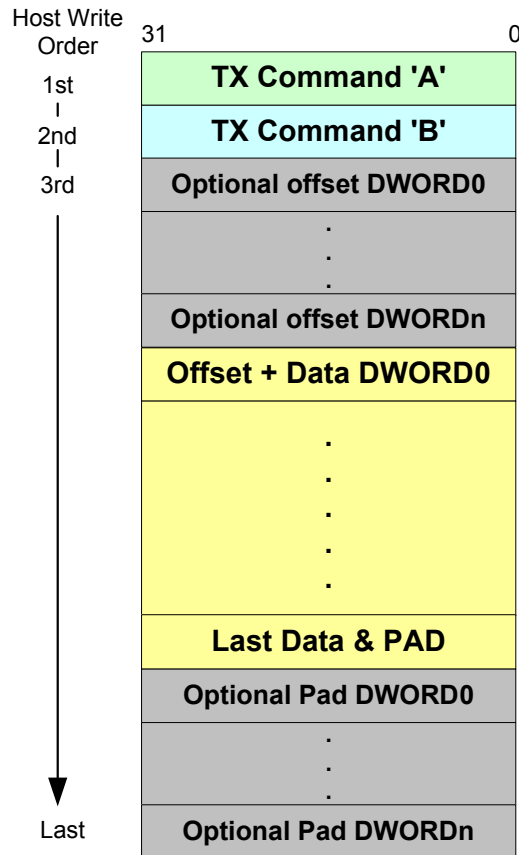 Host Write
Order
31
0
1st
TX Command 'A'
2nd
TX Command 'B'
3rd
Optional offset DWORD0
.
.
.
Optional offset DWORDn
Offset + Data DWORD0
.
.
.
.
.
Last Data & PAD
Optional Pad DWORD0
.
.
.
Last
Optional Pad DWORDn